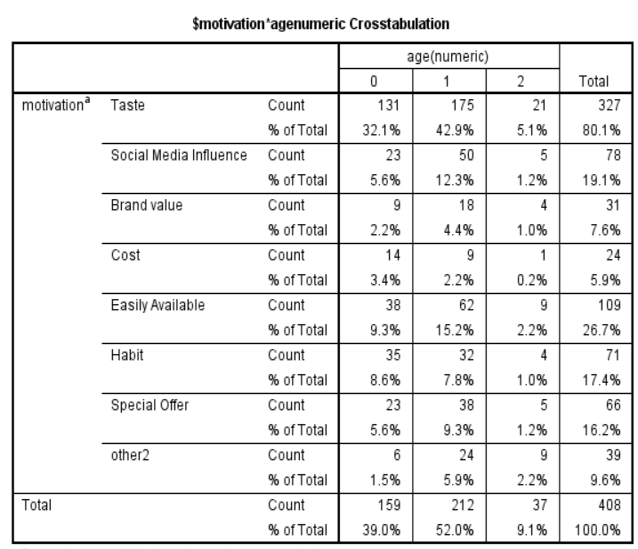 $motivation*agenumeric Crosstabulation
age(numeric)
0 1 2 Total
motivationa Taste Count 131 175 21 327
% of Total 32.1% 42.9% 5.1% 80.1%
Social Media Influence Count 23 50 5 78
% of Total 5.6% 12.3% 1.2% 19.1%
Brand value Count 9 18 4 31
% of Total 2.2% 4.4% 1.0% 7.6%
Cost Count 14 9 1 24
% of Total 3.4% 2.2% 0.2% 5.9%
Easily Available Count 38 62 9 109
% of Total 9.3% 15.2% 2.2% 26.7%
Habit Count 35 32 4 71
% of Total 8.6% 7.8% 1.0% 17.4%
Special Offer Count 23 38 5 66
% of Total 5.6% 9.3% 1.2% 16.2%
other2 Count 6 24 9 39
% of Total 1.5% 5.9% 2.2% 9.6%
Total Count 159 212 37 408
% of Total 39.0% 52.0% 9.1% 100.0%